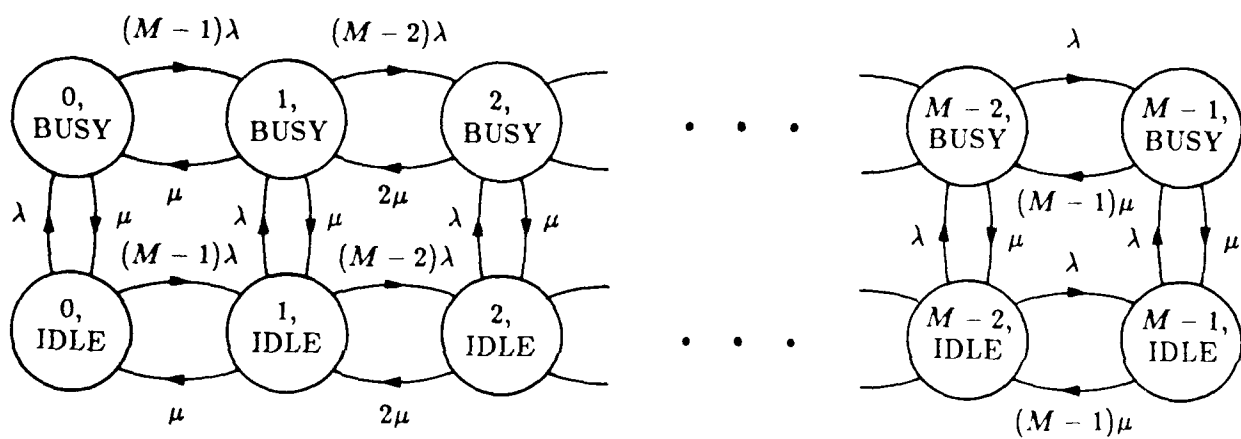 (M − 1)λ (M − 2)λ λ
0, BUSY
1, BUSY
2, BUSY
. . .
M − 2, BUSY
M − 1, BUSY
μ 2μ (M − 1)μ
λ μ λ μ λ μ λ μ λ μ
(M − 1)λ (M − 2)λ λ
0, IDLE
1, IDLE
2, IDLE
. . .
M − 2, IDLE
M − 1, IDLE
μ 2μ (M − 1)μ